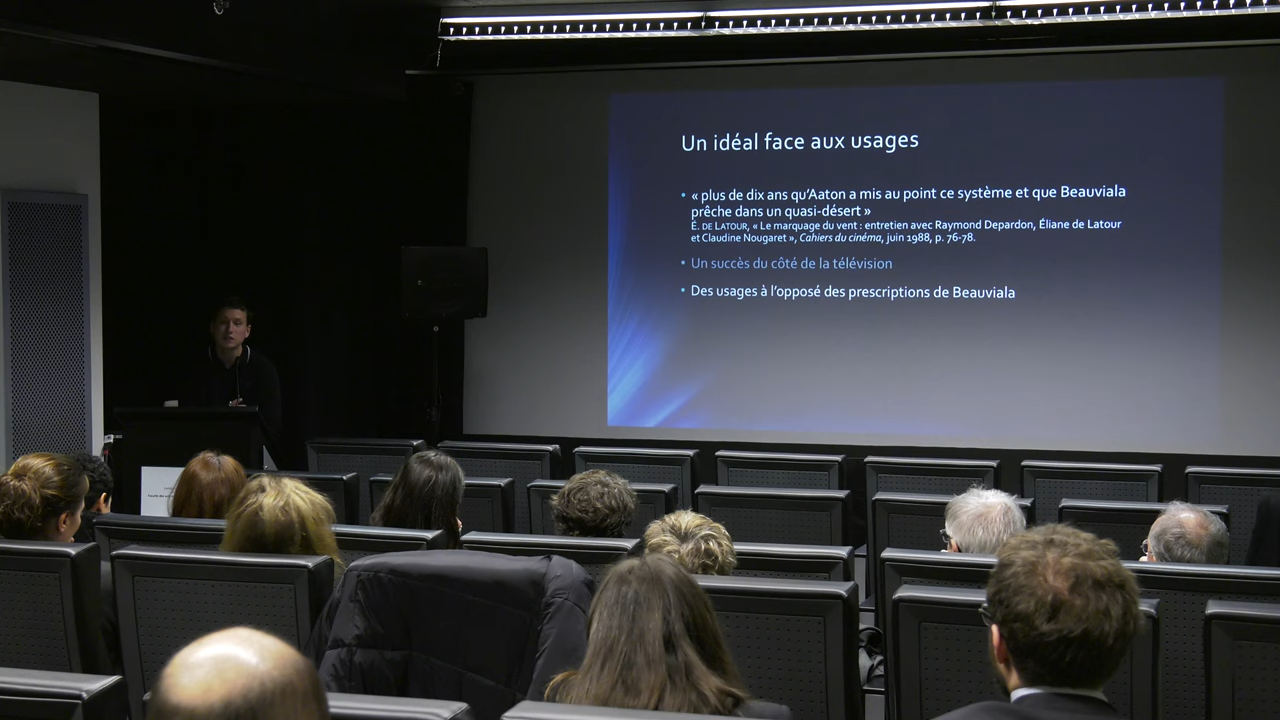 Un idéal face aux usages
• « plus de dix ans qu'Aaton a mis au point ce système et que Beauviala
prêche dans un quasi-désert »
É. DE LATOUR, « Le marquage du vent : entretien avec Raymond Depardon, Éliane de Latour
et Claudine Nougaret », Cahiers du cinéma, juin 1988, p. 76-78.
• Un succès du côté de la télévision
• Des usages à l'opposé des prescriptions de Beauviala